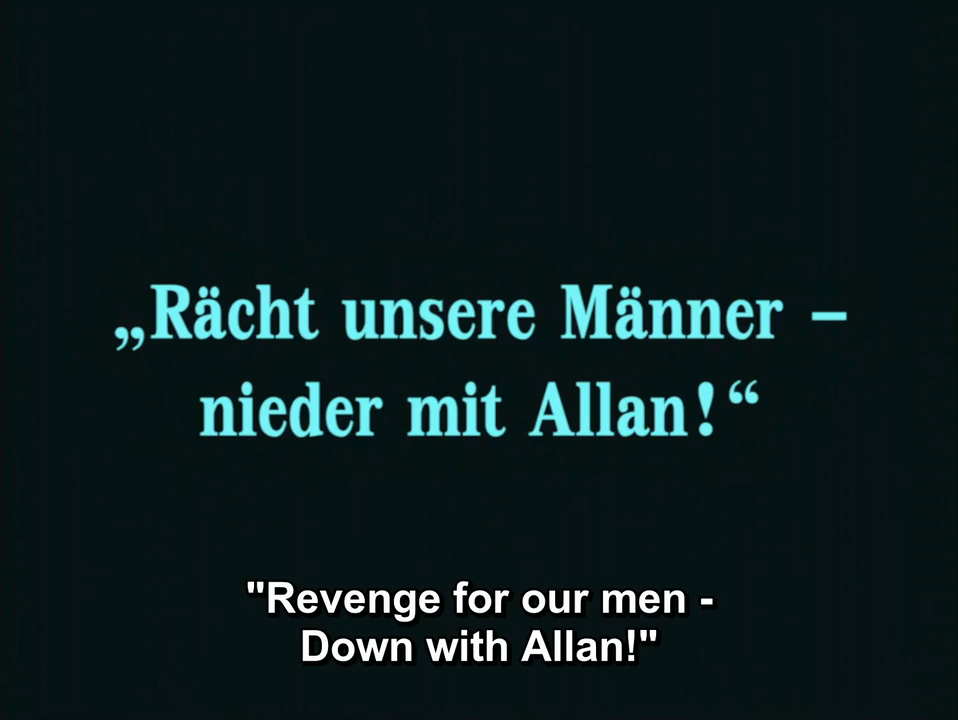 „Rächt unsere Männer –
nieder mit Allan!“
"Revenge for our men -
Down with Allan!"